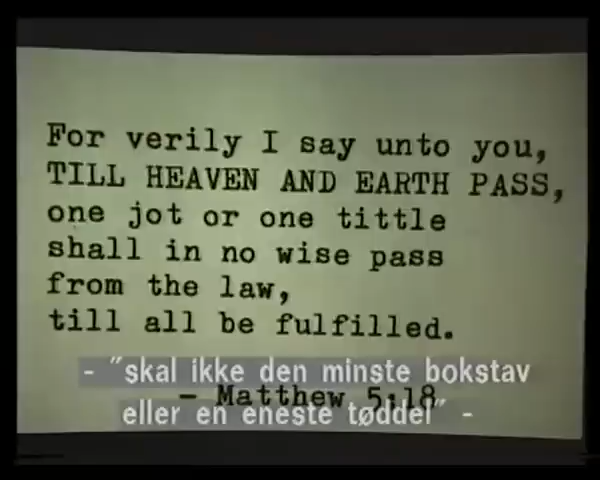 For verily I say unto you,
TILL HEAVEN AND EARTH PASS,
one jot or one tittle
shall in no wise pass
from the law,
till all be fulfilled.
- "skal ikke den minste bokstav
— Matthew 5:18
eller en eneste tøddel" -